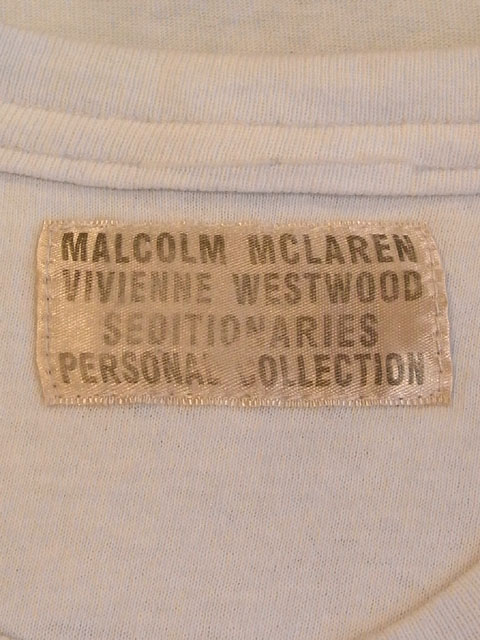 MALCOLM MCLAREN
VIVIENNE WESTWOOD
SEDITIONARIES
PERSONAL COLLECTION